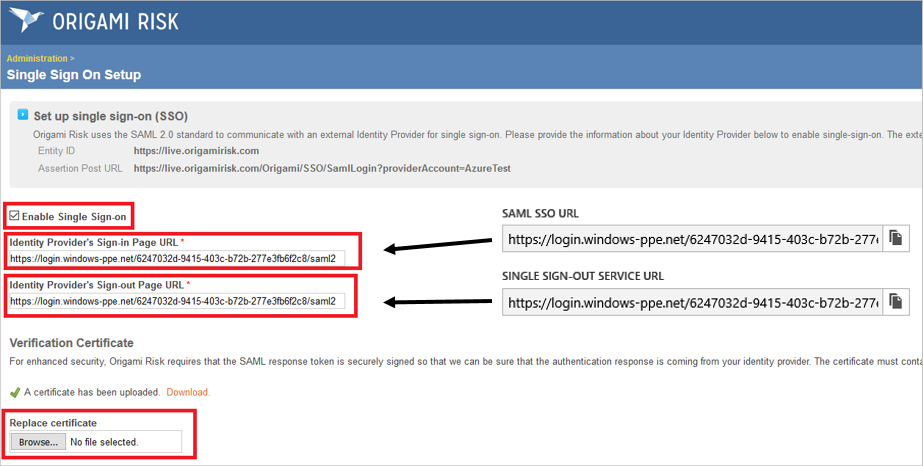 ORIGAMI RISK
Administration >
Single Sign On Setup
Set up single sign-on (SSO)
Origami Risk uses the SAML 2.0 standard to communicate with an external Identity Provider for single sign-on. Please provide the information about your Identity Provider below to enable single-sign-on. The exte
Entity ID https://live.origamirisk.com
Assertion Post URL https://live.origamirisk.com/Origami/SSO/SamlLogin?providerAccount=AzureTest
Enable Single Sign-on
Identity Provider's Sign-in Page URL *
https://login.windows-ppe.net/6247032d-9415-403c-b72b-277e3fb6f2c8/saml2
SAML SSO URL
https://login.windows-ppe.net/6247032d-9415-403c-b72b-277e
Identity Provider's Sign-out Page URL *
https://login.windows-ppe.net/6247032d-9415-403c-b72b-277e3fb6f2c8/saml2
SINGLE SIGN-OUT SERVICE URL
https://login.windows-ppe.net/6247032d-9415-403c-b72b-277e
Verification Certificate
For enhanced security, Origami Risk requires that the SAML response token is securely signed so that we can be sure that the authentication response is coming from your identity provider. The certificate must conta
A certificate has been uploaded. Download.
Replace certificate
Browse... No file selected.